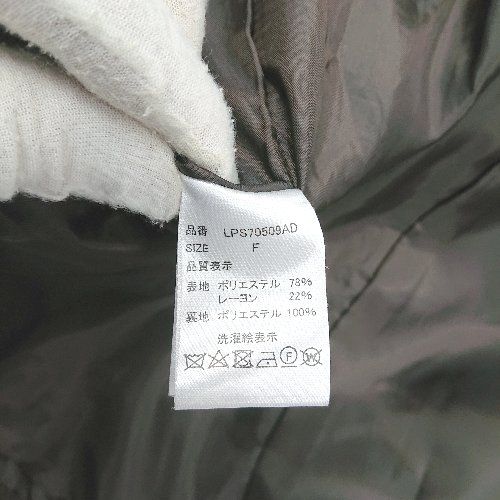 品番 LPS70509AD
SIZE F
品質表示
表地 ポリエステル 78%
レーヨン 22%
裏地 ポリエステル 100%
洗濯絵表示